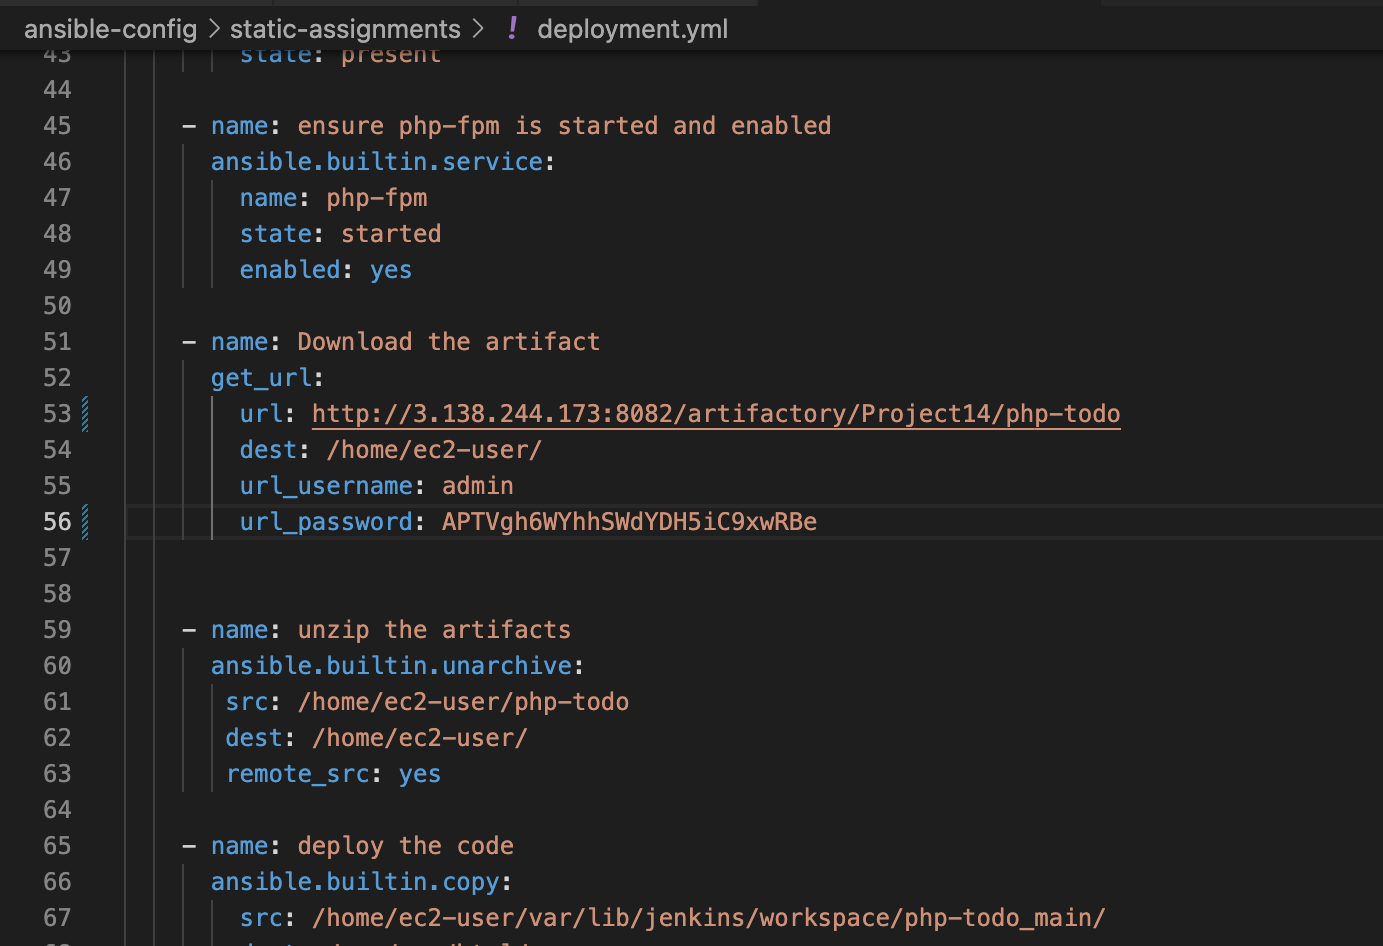 ansible-config > static-assignments > ! deployment.yml
43 state: present
44
45 - name: ensure php-fpm is started and enabled
46 ansible.builtin.service:
47 name: php-fpm
48 state: started
49 enabled: yes
50
51 - name: Download the artifact
52 get_url:
53 url: http://3.138.244.173:8082/artifactory/Project14/php-todo
54 dest: /home/ec2-user/
55 url_username: admin
56 url_password: APTVgh6WYhhSWdYDH5iC9xwRBe
57
58
59 - name: unzip the artifacts
60 ansible.builtin.unarchive:
61 src: /home/ec2-user/php-todo
62 dest: /home/ec2-user/
63 remote_src: yes
64
65 - name: deploy the code
66 ansible.builtin.copy:
67 src: /home/ec2-user/var/lib/jenkins/workspace/php-todo_main/